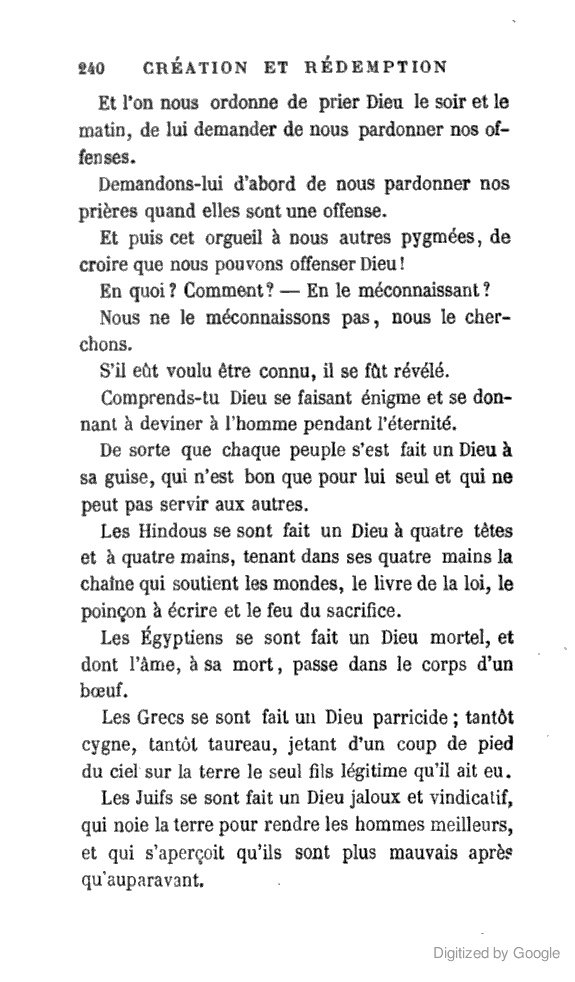 240 CRÉATION ET RÉDEMPTION
Et l'on nous ordonne de prier Dieu le soir et le
matin, de lui demander de nous pardonner nos of-
fenses.
Demandons-lui d'abord de nous pardonner nos
prières quand elles sont une offense.
Et puis cet orgueil à nous autres pygmées, de
croire que nous pouvons offenser Dieu!
En quoi? Comment? — En le méconnaissant?
Nous ne le méconnaissons pas, nous le cher-
chons.
S'il eût voulu être connu, il se fût révélé.
Comprends-tu Dieu se faisant énigme et se don-
nant à deviner à l'homme pendant l'éternité.
De sorte que chaque peuple s'est fait un Dieu à
sa guise, qui n'est bon que pour lui seul et qui ne
peut pas servir aux autres.
Les Hindous se sont fait un Dieu à quatre têtes
et à quatre mains, tenant dans ses quatre mains la
chaîne qui soutient les mondes, le livre de la loi, le
poinçon à écrire et le feu du sacrifice.
Les Égyptiens se sont fait un Dieu mortel, et
dont l'âme, à sa mort, passe dans le corps d'un
bœuf.
Les Grecs se sont fait un Dieu parricide; tantôt
cygne, tantôt taureau, jetant d'un coup de pied
du ciel sur la terre le seul fils légitime qu'il ait eu.
Les Juifs se sont fait un Dieu jaloux et vindicatif,
qui noie la terre pour rendre les hommes meilleurs,
et qui s'aperçoit qu'ils sont plus mauvais après
qu'auparavant.
Digitized by Google